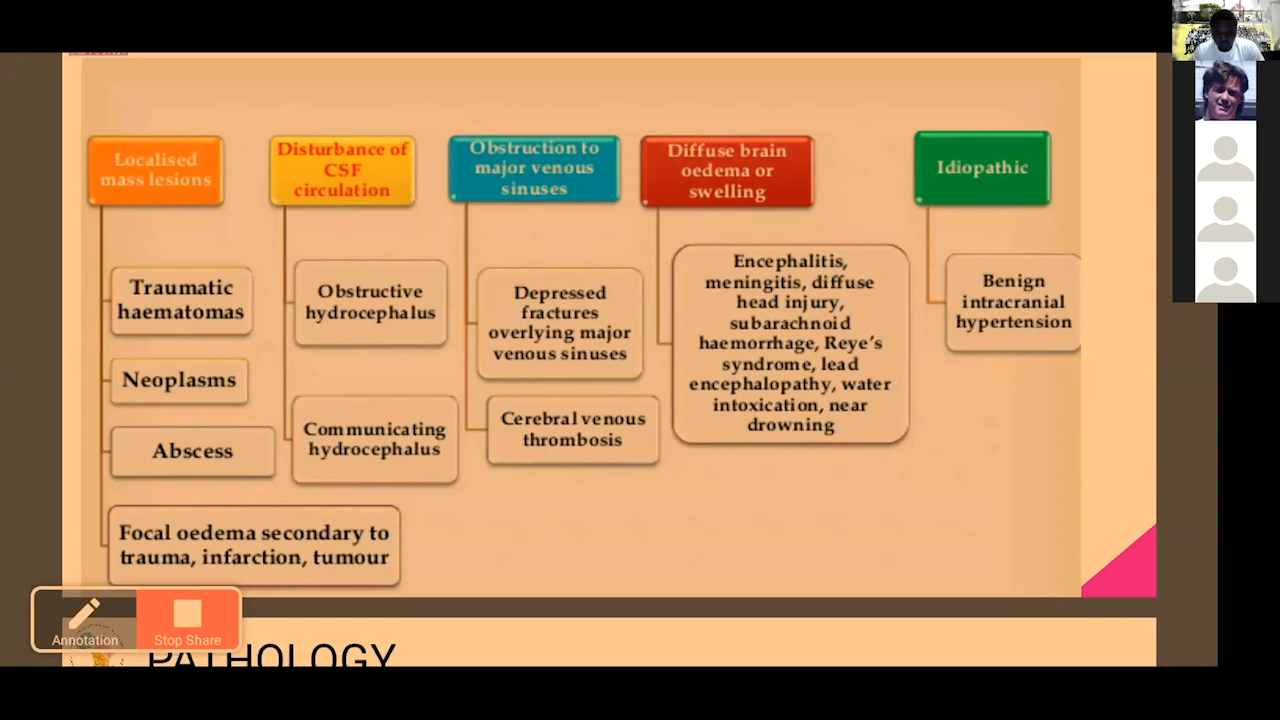 Localised
mass lesions
Disturbance of
CSF
circulation
Obstruction to
major venous
sinuses
Diffuse brain
oedema or
swelling
Idiopathic
Traumatic
haematomas
Neoplasms
Abscess
Focal oedema secondary to
trauma, infarction, tumour
Obstructive
hydrocephalus
Communicating
hydrocephalus
Depressed
fractures
overlying major
venous sinuses
Cerebral venous
thrombosis
Encephalitis,
meningitis, diffuse
head injury,
subarachnoid
haemorrhage, Reye's
syndrome, lead
encephalopathy, water
intoxication, near
drowning
Benign
intracranial
hypertension
Annotation
Stop Share
PATHOLOGY